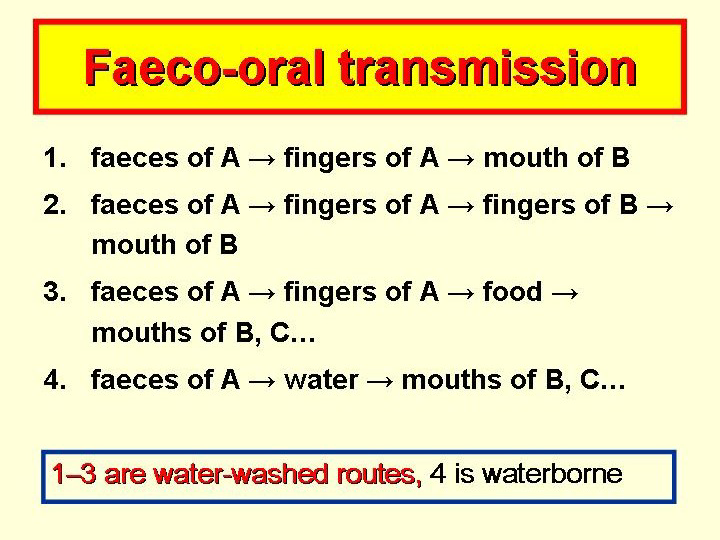 Faeco-oral transmission
1. faeces of A → fingers of A → mouth of B
2. faeces of A → fingers of A → fingers of B →
mouth of B
3. faeces of A → fingers of A → food →
mouths of B, C…
4. faeces of A → water → mouths of B, C…
1–3 are water-washed routes, 4 is waterborne